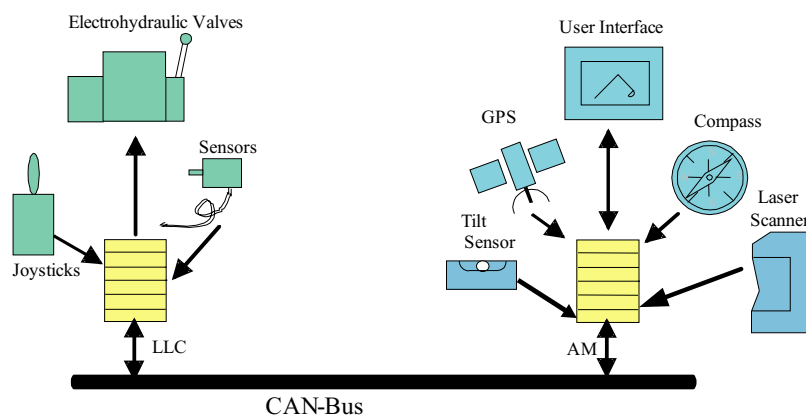 Electrohydraulic Valves
User Interface
GPS
Compass
Sensors
Laser
Scanner
Tilt
Sensor
Joysticks
LLC
AM
CAN-Bus